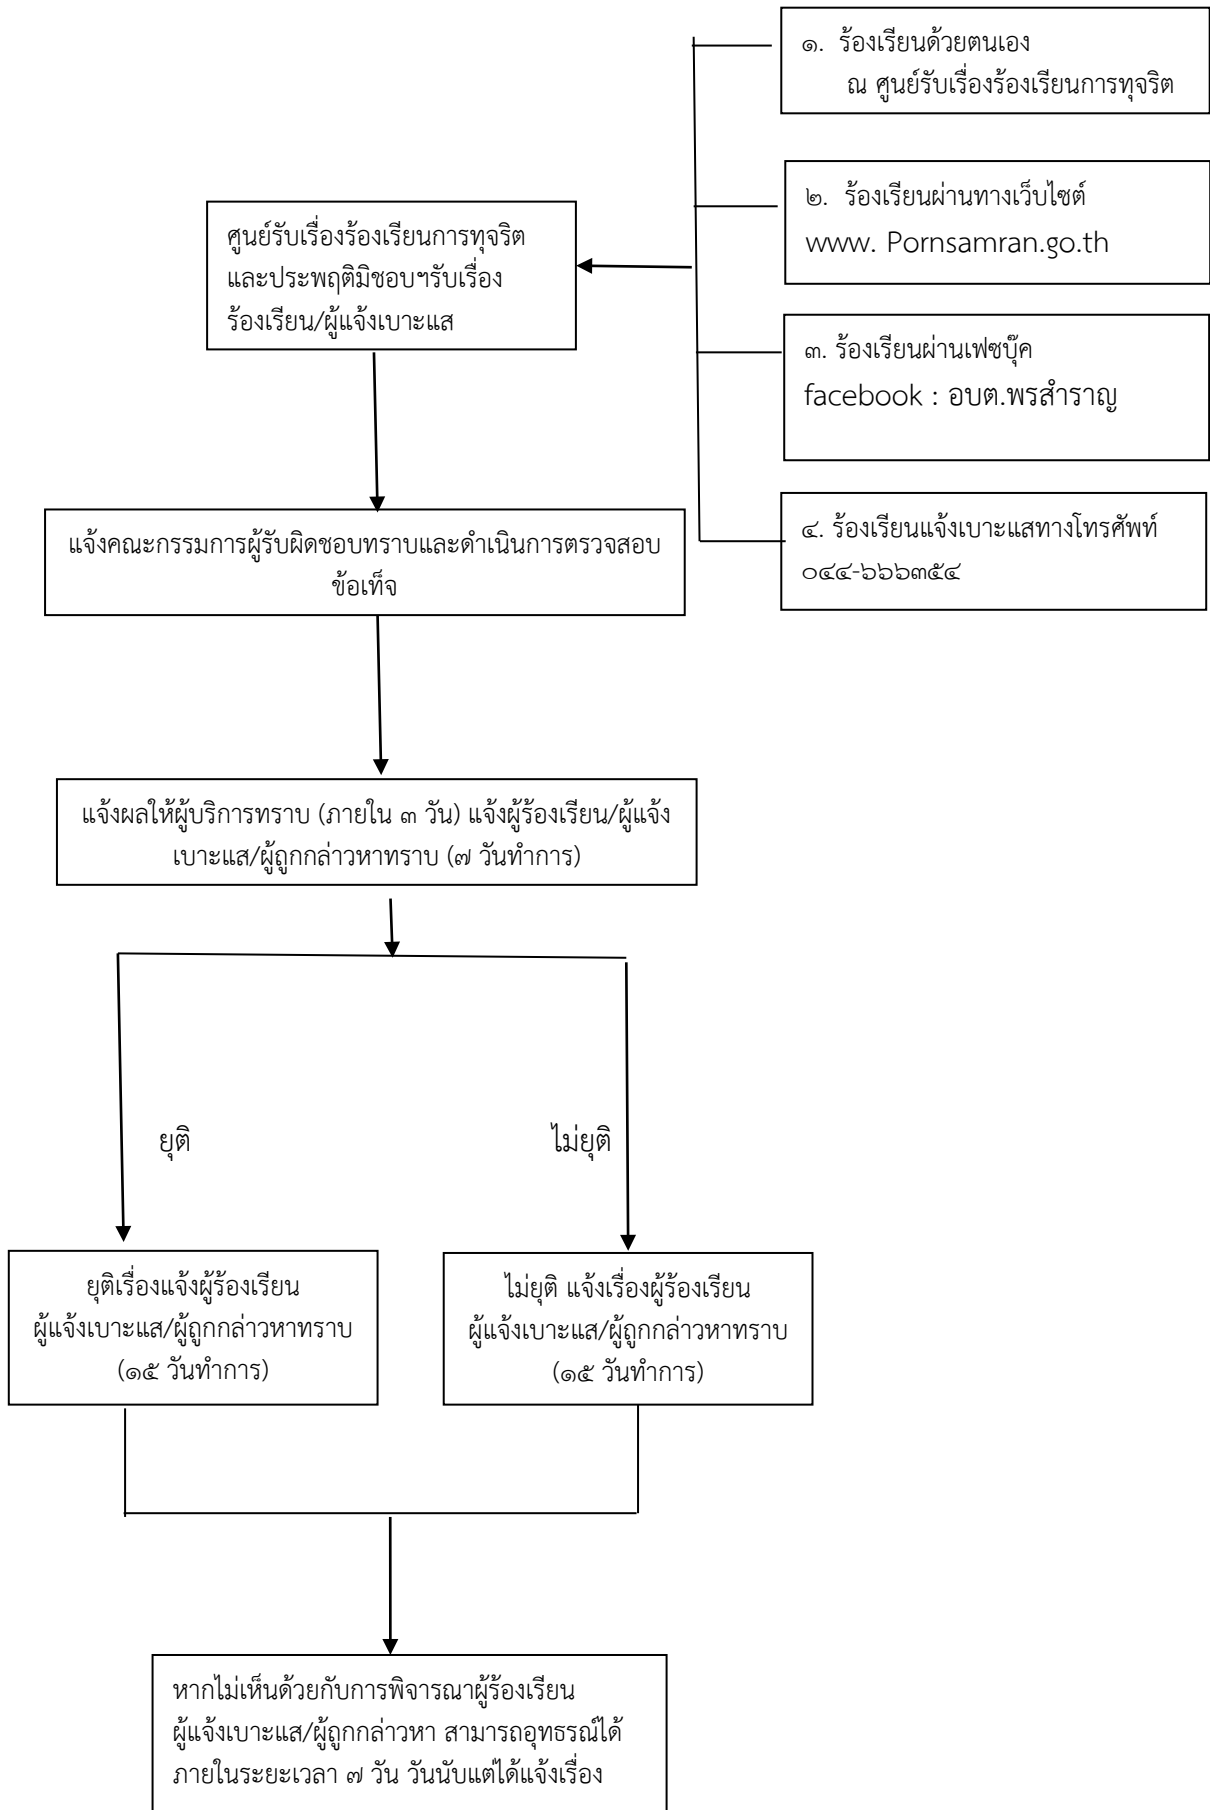 ๑.  ร้องเรียนด้วยตนเอง
ณ ศูนย์รับเรื่องร้องเรียนการทุจริต
๒.  ร้องเรียนผ่านทางเว็บไซต์
www. Pornsamran.go.th
ศูนย์รับเรื่องร้องเรียนการทุจริต
และประพฤติมิชอบฯรับเรื่อง
ร้องเรียน/ผู้แจ้งเบาะแส
๓. ร้องเรียนผ่านเฟซบุ๊ค
facebook : อบต.พรสำราญ
๔. ร้องเรียนแจ้งเบาะแสทางโทรศัพท์
๐๔๔-๖๖๖๓๕๔
แจ้งคณะกรรมการผู้รับผิดชอบทราบและดำเนินการตรวจสอบ
ข้อเท็จ
แจ้งผลให้ผู้บริการทราบ (ภายใน ๓ วัน) แจ้งผู้ร้องเรียน/ผู้แจ้ง
เบาะแส/ผู้ถูกกล่าวหาทราบ (๗ วันทำการ)
ยุติ
ไม่ยุติ
ยุติเรื่องแจ้งผู้ร้องเรียน
ผู้แจ้งเบาะแส/ผู้ถูกกล่าวหาทราบ
(๑๕ วันทำการ)
ไม่ยุติ แจ้งเรื่องผู้ร้องเรียน
ผู้แจ้งเบาะแส/ผู้ถูกกล่าวหาทราบ
(๑๕ วันทำการ)
หากไม่เห็นด้วยกับการพิจารณาผู้ร้องเรียน
ผู้แจ้งเบาะแส/ผู้ถูกกล่าวหา สามารถอุทธรณ์ได้
ภายในระยะเวลา ๗ วัน วันนับแต่ได้แจ้งเรื่อง